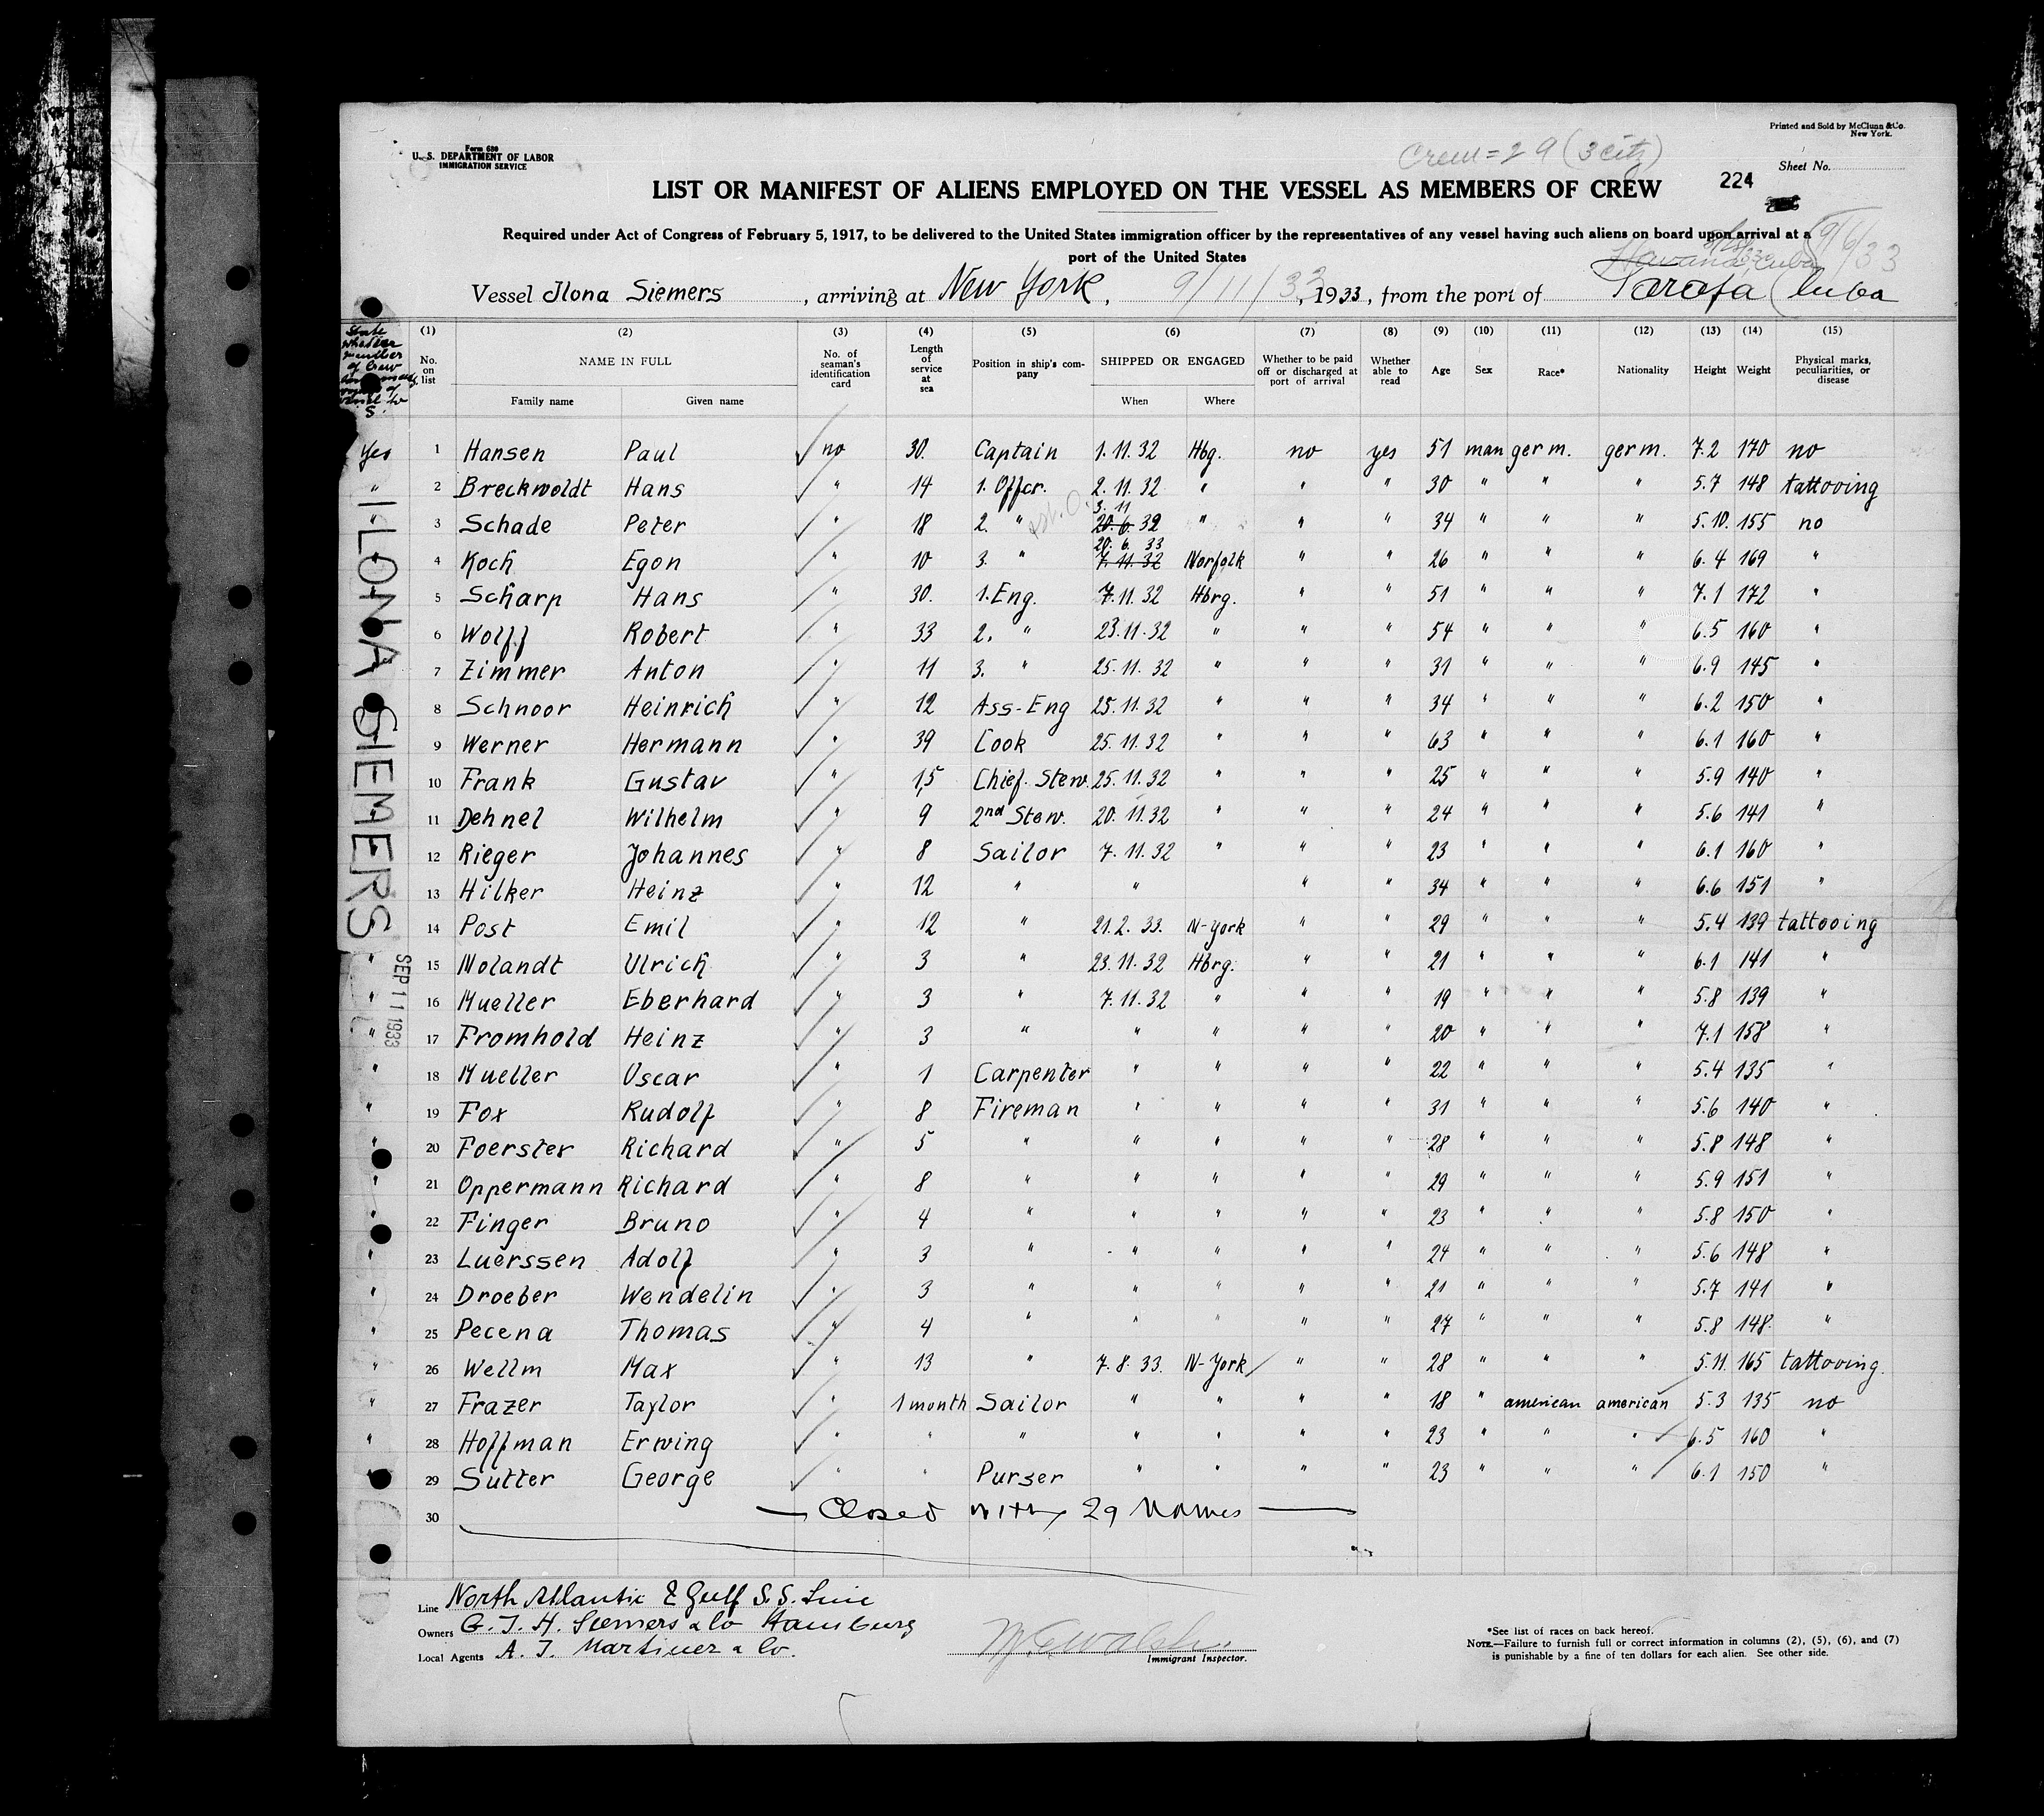 Form 680
U. S. DEPARTMENT OF LABOR
IMMIGRATION SERVICE
Printed and Sold by McClunn & Co.
New York.
Crew = 29 (3 citz)
Sheet No.
224
LIST OR MANIFEST OF ALIENS EMPLOYED ON THE VESSEL AS MEMBERS OF CREW
Required under Act of Congress of February 5, 1917, to be delivered to the United States immigration officer by the representatives of any vessel having such aliens on board upon arrival at a
port of the United States
Havana, Cuba 9/6/33
Vessel Ilona Siemers, arriving at New York, 9/11/33, 1933, from the port of Tarafa Cuba
(1) (2) (3) (4) (5) (6) (7) (8) (9) (10) (11) (12) (13) (14) (15)
No. on list NAME IN FULL Family name Given name No. of seaman's identification card Length of service at sea Position in ship's company SHIPPED OR ENGAGED When Where Whether to be paid off or discharged at port of arrival Whether able to read Age Sex Race* Nationality Height Weight Physical marks, peculiarities, or disease
Yes 1 Hansen Paul no 30. Captain 1.11.32 Hbg. no yes 51 man germ. germ. 7.2 170 no
" 2 Breckwoldt Hans " 14 1. Offcr. 2.11.32 " " " 30 " " " 5.7 148 tattooing
3. 11
" 3 Schade Peter " 18 2. " 20.6.32 " " " 34 " " " 5.10. 155 no
20. 6. 33
4 Koch Egon " 10 3. " 7.11.32 Norfolk " " 26 " " " 6.4 169 "
5 Scharp Hans " 30. 1. Eng. 7.11.32 Hbrg. " " 51 " " " 7.1 172 "
6 Wolff Robert " 33 2. " 23.11.32 " " " 54 " " " 6.5 160 "
7 Zimmer Anton " 11 3. " 25.11.32 " " " 31 " " " 6.9 145 "
8 Schnoor Heinrich " 12 Ass-Eng 25.11.32 " " " 34 " " " 6.2 150 "
9 Werner Hermann " 39 Cook 25.11.32 " " " 63 " " " 6.1 160 "
10 Frank Gustav " 1,5 Chief. Stew. 25.11.32 " " " 25 " " " 5.9 140 "
11 Dehnel Wilhelm " 9 2nd Stew. 20.11.32 " " " 24 " " " 5.6 141 "
12 Rieger Johannes " 8 Sailor 7.11.32 " " " 23 " " " 6.1 160 "
13 Hilker Heinz " 12 " " " " 34 " " " 6.6 151 "
14 Post Emil " 12 " 21.2.33. N-York " " 29 " " " 5.4 139 tattooing
" 15 Molandt Ulrich " 3 " 23.11.32 Hbrg. " " 21 " " " 6.1 141 "
" 16 Mueller Eberhard " 3 " 7.11.32 " " " 19 " " " 5.8 139 "
" 17 Fromhold Heinz " 3 " " " " " 20 " " " 7.1 158 "
" 18 Mueller Oscar " 1 Carpenter " " " " 22 " " " 5.4 135 "
" 19 Fox Rudolf " 8 Fireman " " " " 31 " " " 5.6 140 "
" 20 Foerster Richard " 5 " " " " " 28 " " " 5.8 148 "
" 21 Oppermann Richard " 8 " " " " " 29 " " " 5.9 151 "
" 22 Finger Bruno " 4 " " " " " 23 " " " 5.8 150 "
" 23 Luerssen Adolf " 3 " " " " " 24 " " " 5.6 148 "
" 24 Droeber Wendelin " 3 " " " " " 21 " " " 5.7 141 "
" 25 Pecena Thomas " 4 " " " " " 27 " " " 5.8 148. "
" 26 Wellm Max " 13 " 7.8.33. N-York " " 28 " " " 5.11. 165 tattooing.
" 27 Frazer Taylor " 1 month Sailor " " " " 18 " american american 5.3 135 no
" 28 Hoffman Erwing " " " " " " " 23 " " " 6.5 160 "
29 Sutter George " " Purser " " " " 23 " " " 6.1 150 "
30 Closed with 29 Names
ILONA SIEMERS
SEP 11 1933
Line North Atlantic & Gulf S.S. Line
Owners G. J. H. Siemers & Co Hamburg
Local Agents A. J. Martinez & Co.
Immigrant Inspector.
*See list of races on back hereof.
NOTE.—Failure to furnish full or correct information in columns (2), (5), (6), and (7)
is punishable by a fine of ten dollars for each alien. See other side.